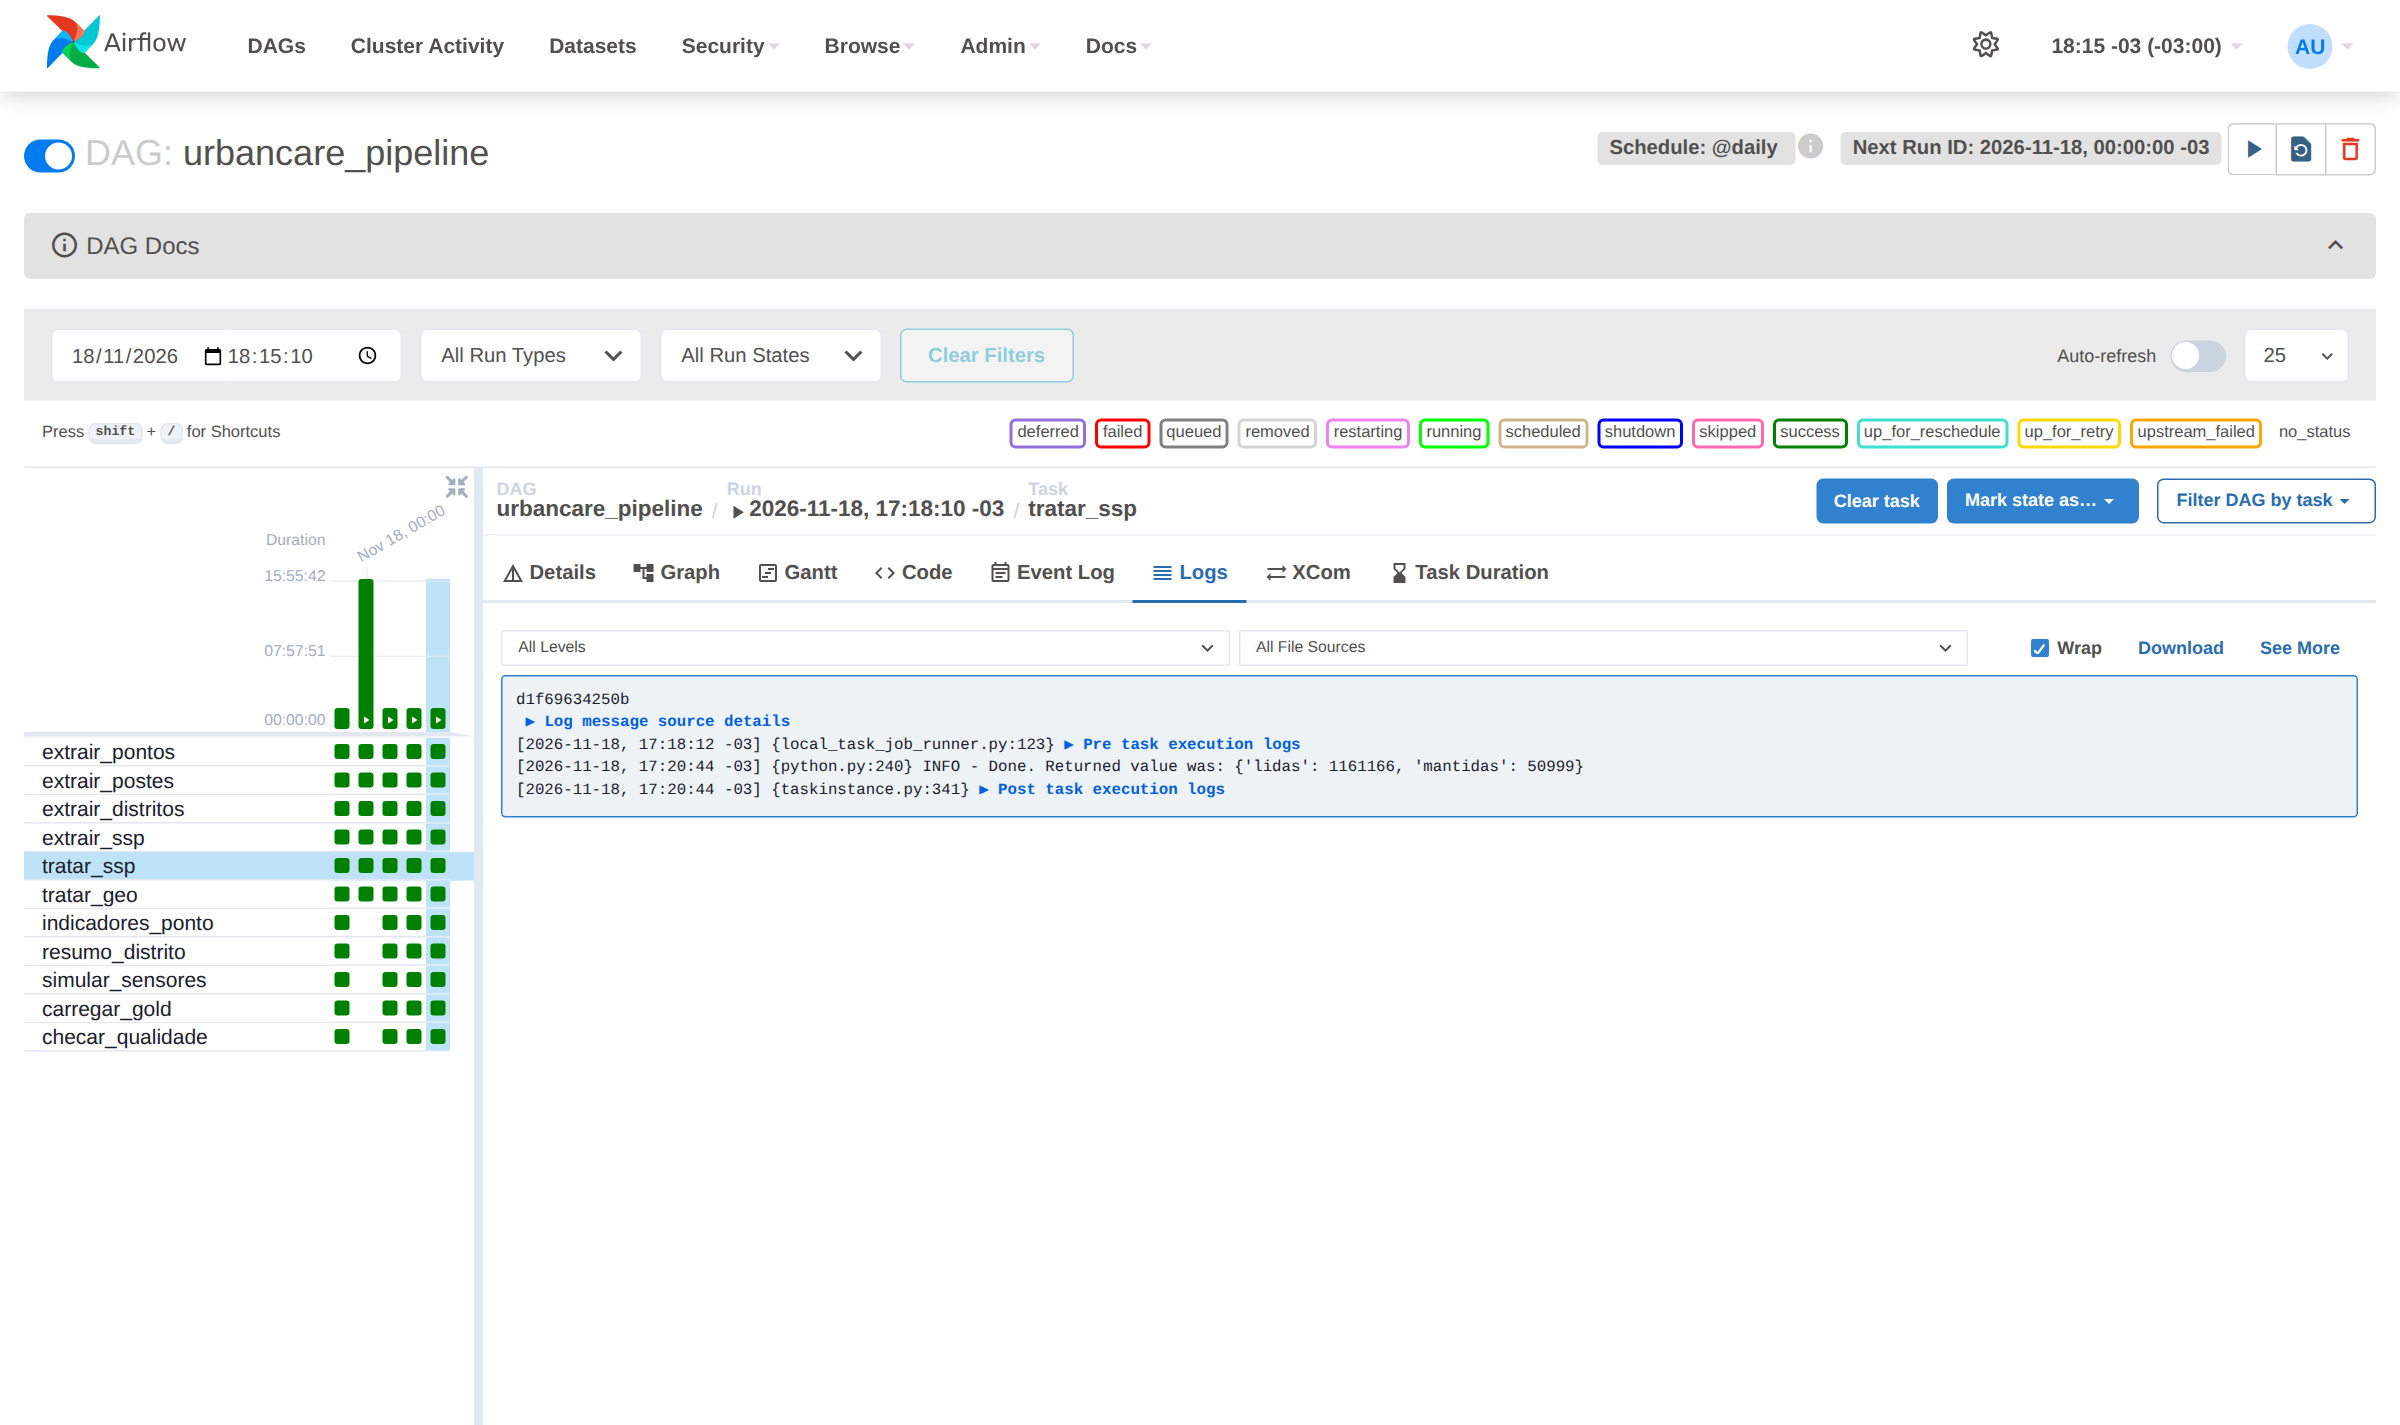 Airflow DAGs Cluster Activity Datasets Security Browse Admin Docs 18:15 -03 (-03:00) AU
DAG: urbancare_pipeline Schedule: @daily Next Run ID: 2026-11-18, 00:00:00 -03
DAG Docs
18/11/2026 18:15:10 All Run Types All Run States Clear Filters Auto-refresh 25
Press shift + / for Shortcuts deferred failed queued removed restarting running scheduled shutdown skipped success up_for_reschedule up_for_retry upstream_failed no_status
DAG Run Task
urbancare_pipeline / 2026-11-18, 17:18:10 -03 / tratar_ssp Clear task Mark state as… Filter DAG by task
Nov 18, 00:00
Duration
15:55:42
07:57:51
00:00:00
Details Graph Gantt Code Event Log Logs XCom Task Duration
All Levels All File Sources Wrap Download See More
d1f69634250b
▶ Log message source details
[2026-11-18, 17:18:12 -03] {local_task_job_runner.py:123} ▶ Pre task execution logs
[2026-11-18, 17:20:44 -03] {python.py:240} INFO - Done. Returned value was: {'lidas': 1161166, 'mantidas': 50999}
[2026-11-18, 17:20:44 -03] {taskinstance.py:341} ▶ Post task execution logs
extrair_pontos
extrair_postes
extrair_distritos
extrair_ssp
tratar_ssp
tratar_geo
indicadores_ponto
resumo_distrito
simular_sensores
carregar_gold
checar_qualidade